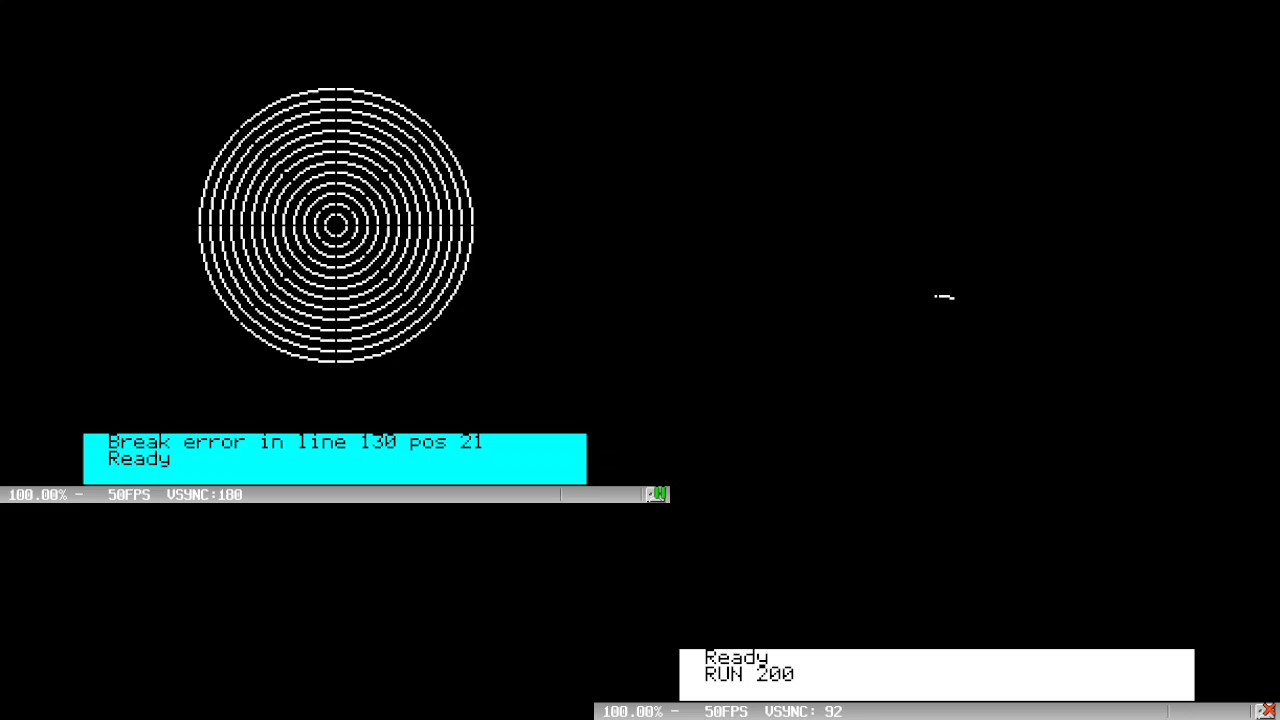 Break error in line 130 pos 21
Ready
100.00% - 50FPS VSYNC:180
Ready
RUN 200
100.00% - 50FPS VSYNC: 92